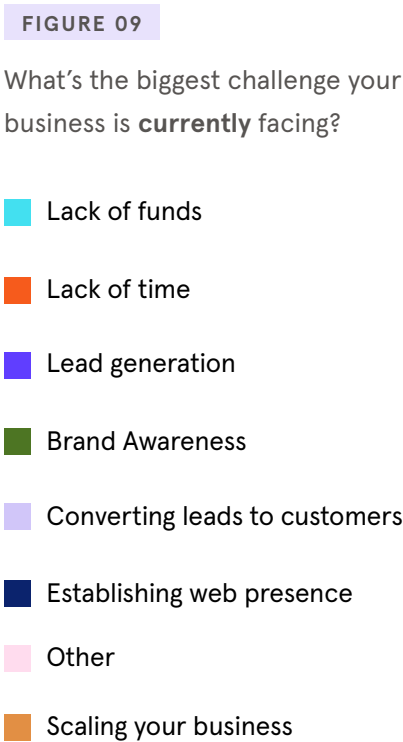 FIGURE 09
What’s the biggest challenge your
business is currently facing?
Lack of funds
Lack of time
Lead generation
Brand Awareness
Converting leads to customers
Establishing web presence
Other
Scaling your business